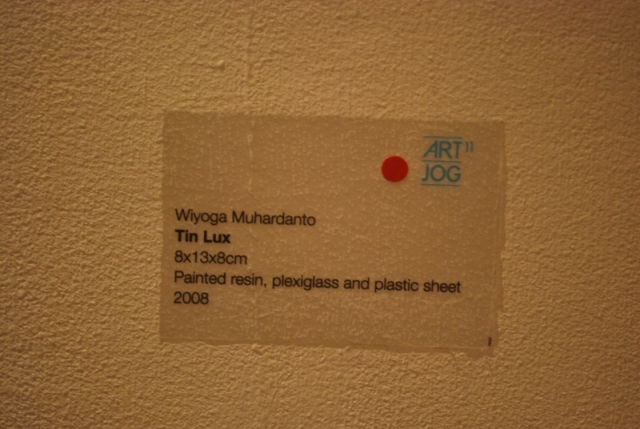 ART 11
JOG
Wiyoga Muhardanto
Tin Lux
8x13x8cm
Painted resin, plexiglass and plastic sheet
2008